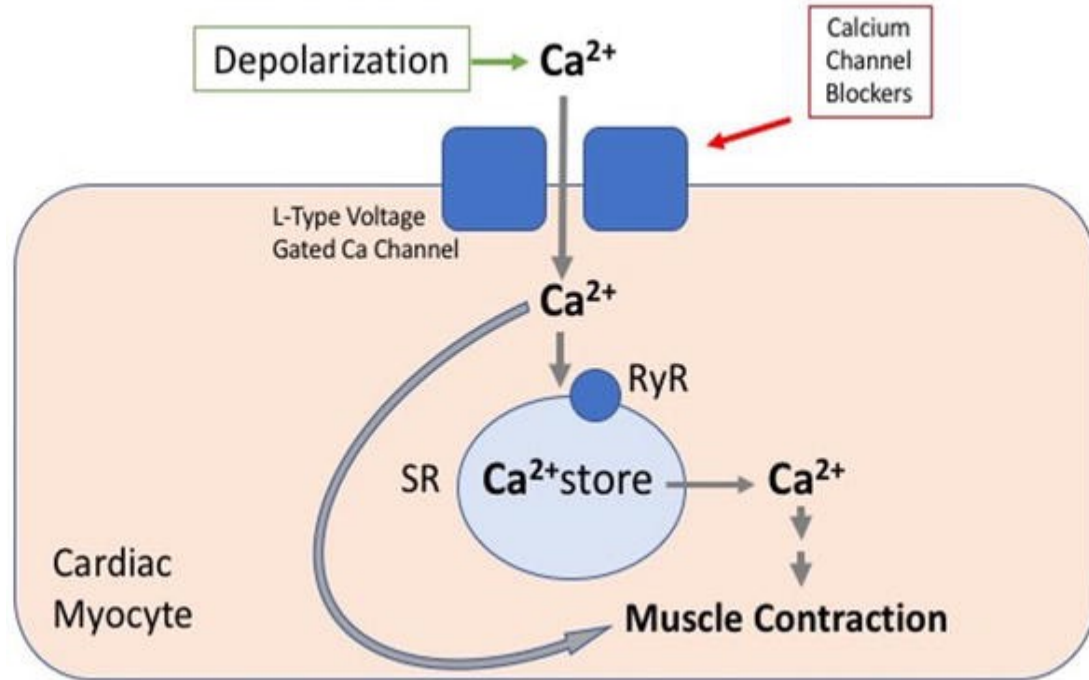 Depolarization
Ca²⁺
Calcium
Channel
Blockers
L-Type Voltage
Gated Ca Channel
Ca²⁺
RyR
SR
Ca²⁺store
Ca²⁺
Cardiac
Myocyte
Muscle Contraction